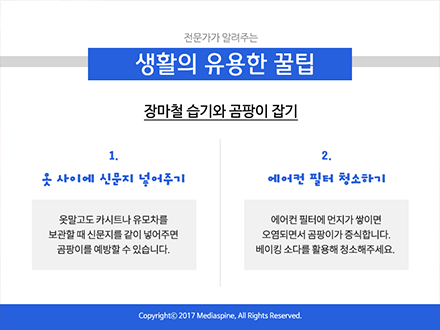 전문가가 알려주는
생활의 유용한 꿀팁
장마철 습기와 곰팡이 잡기
1.
옷 사이에 신문지 넣어주기
옷말고도 카시트나 유모차를
보관할 때 신문지를 같이 넣어주면
곰팡이를 예방할 수 있습니다.
2.
에어컨 필터 청소하기
에어컨 필터에 먼지가 쌓이면
오염되면서 곰팡이가 증식합니다.
베이킹 소다를 활용해 청소해주세요.
Copyrightⓒ 2017 Mediaspine, All Rights Reserved.